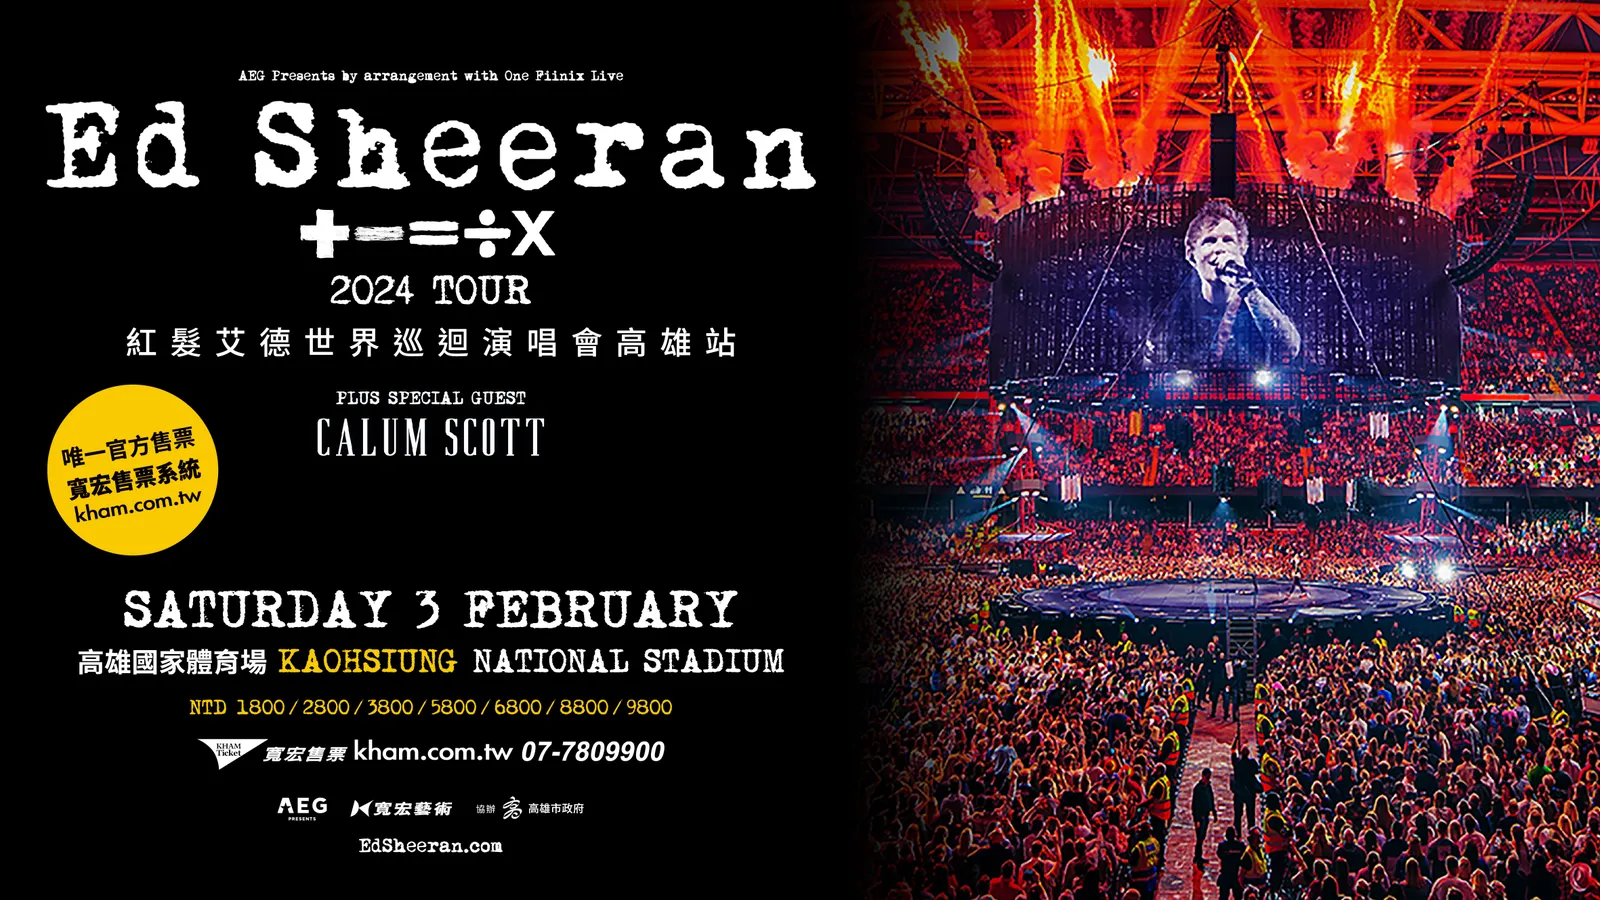 AEG Presents by arrangement with One Fiinix Live
Ed Sheeran
+-=÷x
2024 TOUR
紅髮艾德世界巡迴演唱會高雄站
PLUS SPECIAL GUEST
CALUM SCOTT
唯一官方售票
寬宏售票系統
kham.com.tw
SATURDAY 3 FEBRUARY
高雄國家體育場 KAOHSIUNG NATIONAL STADIUM
NTD 1800/2800/3800/5800/6800/8800/9800
KHAM Ticket 寬宏售票 kham.com.tw 07-7809900
AEG PRESENTS 寬宏藝術 協辦 高雄市政府
EdSheeran.com